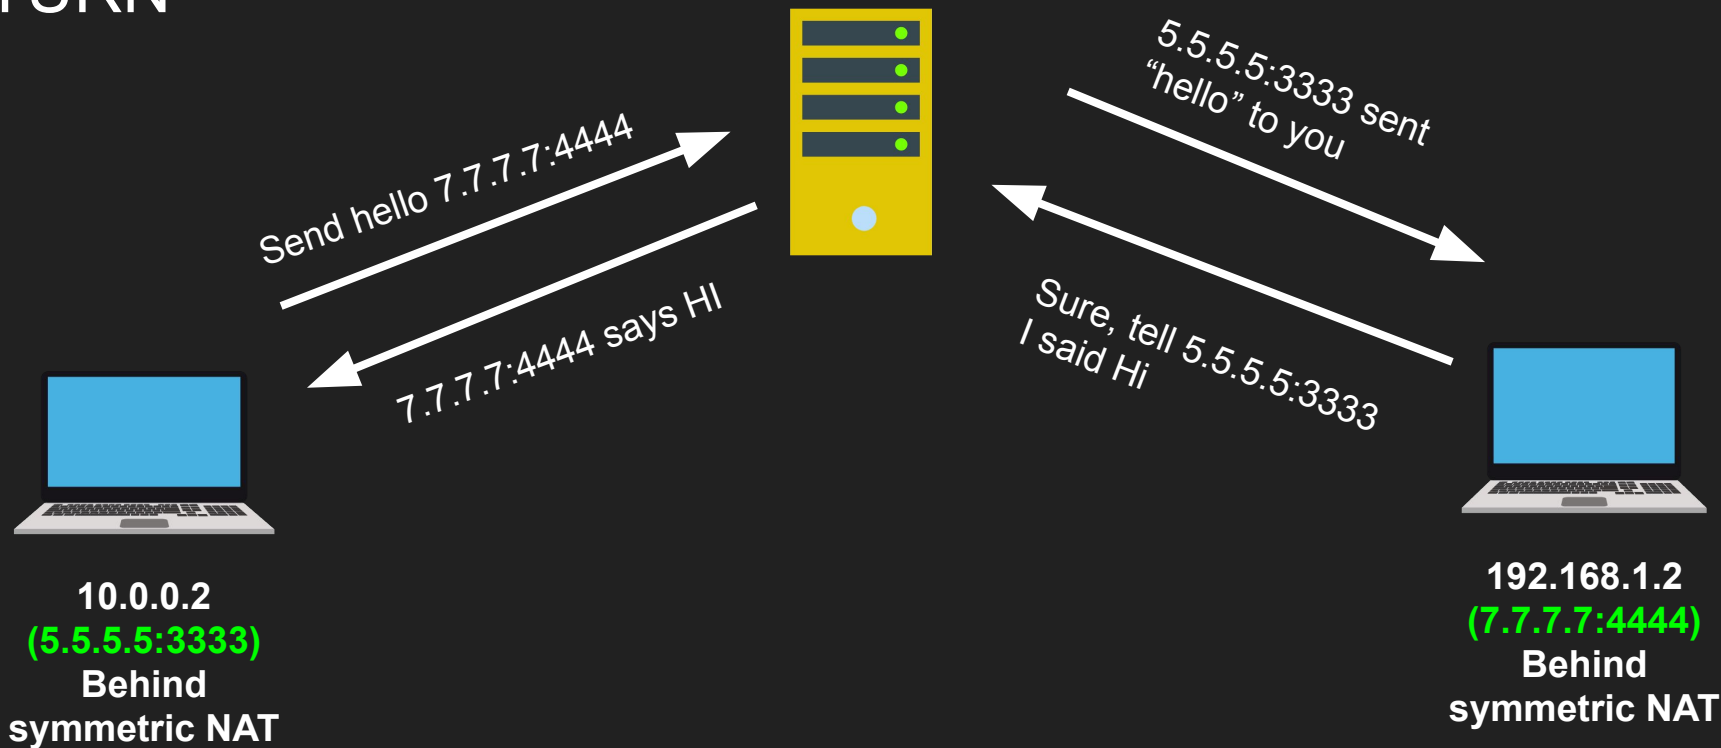 TURN
Send hello 7.7.7.7:4444
7.7.7.7:4444 says HI
5.5.5.5:3333 sent
“hello” to you
Sure, tell 5.5.5.5:3333
I said Hi
10.0.0.2
(5.5.5.5:3333)
Behind
symmetric NAT
192.168.1.2
(7.7.7.7:4444)
Behind
symmetric NAT